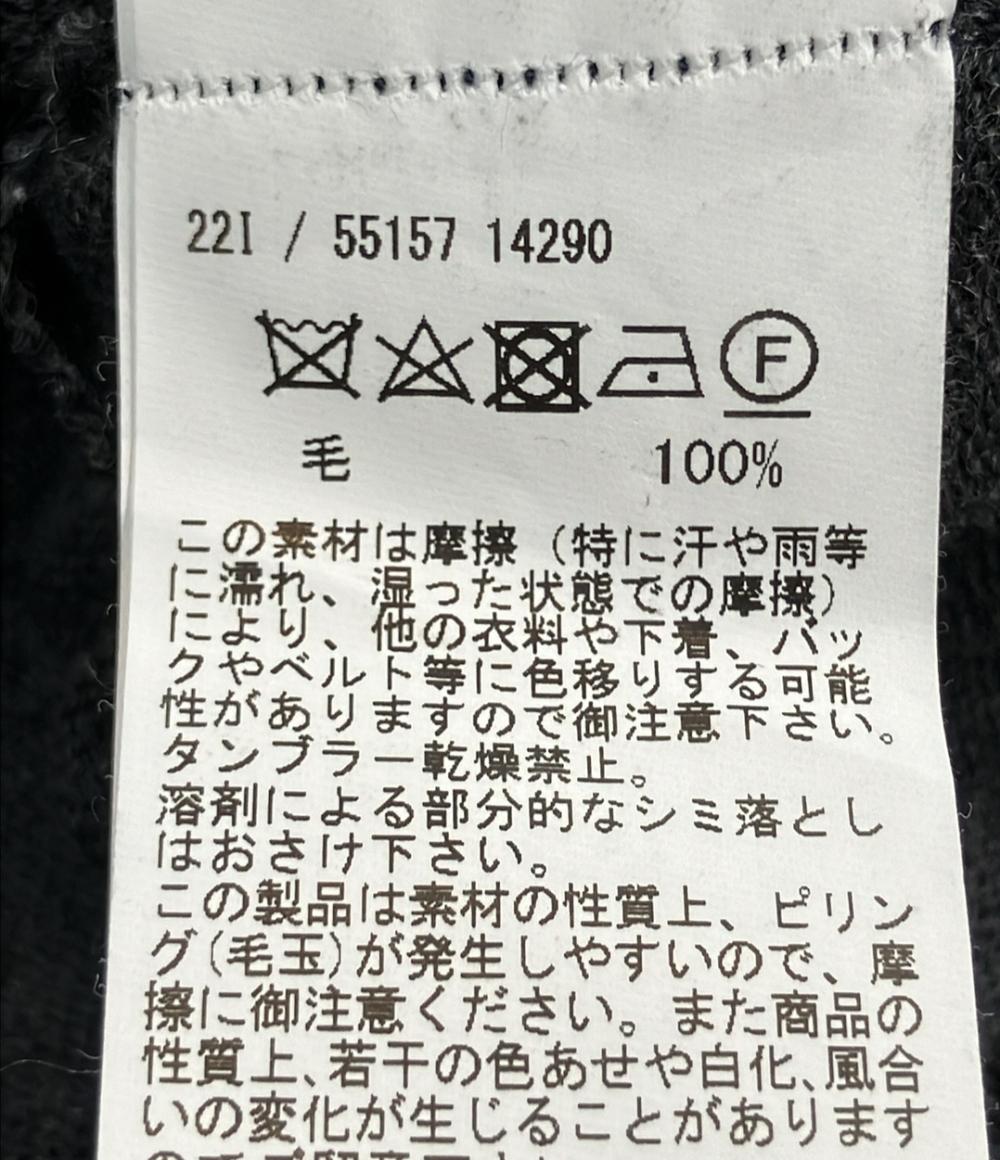 22I / 55157 14290
F
毛 100%
この素材は摩擦（特に汗や雨等
に濡れ、湿った状態での摩擦）
により、他の衣料や下着、バッ
クやベルト等に色移りする可能
性がありますので御注意下さい。
タンブラー乾燥禁止。
溶剤による部分的なシミ落とし
はおさけ下さい。
この製品は素材の性質上、ピリン
グ(毛玉)が発生しやすいので、摩
擦に御注意ください。また商品の
性質上、若干の色あせや白化、風合
いの変化が生じることがあります